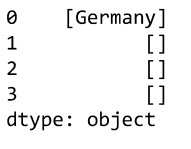 0    [Germany]
1           []
2           []
3           []
dtype: object